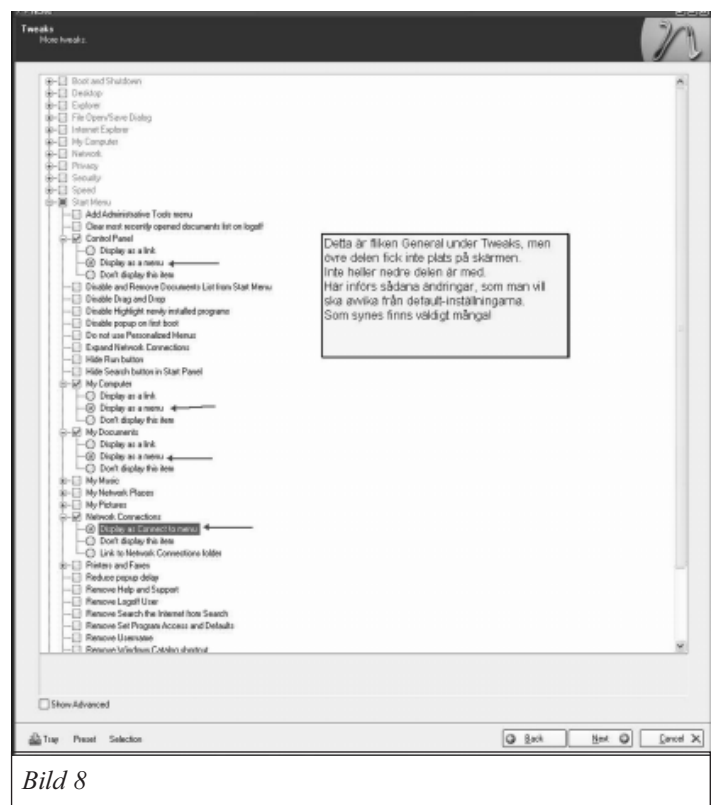 Tweaks
More tweaks.
Boot and Shutdown
Desktop
Explorer
File Open/Save Dialog
Internet Explorer
My Computer
Network
Privacy
Security
Speed
Start Menu
Add Administrative Tools menu
Clear most recently opened documents list on logoff
Control Panel
Display as a link
Display as a menu
Don't display this item
Disable and Remove Documents List from Start Menu
Disable Drag and Drop
Disable Highlight newly installed programs
Disable popup on first boot
Do not use Personalized Menus
Expand Network Connections
Hide Run button
Hide Search button in Start Panel
My Computer
Display as a link
Display as a menu
Don't display this item
My Documents
Display as a link
Display as a menu
Don't display this item
My Music
My Network Places
My Pictures
Network Connections
Display as Connect to menu
Don't display this item
Link to Network Connections folder
Printers and Faxes
Reduce popup delay
Remove Help and Support
Remove Logoff User
Remove Search the Internet from Search
Remove Set Program Access and Defaults
Remove Username
Remove Windows Catalog shortcut
Detta är fliken General under Tweaks, men
övre delen fick inte plats på skärmen.
Inte heller nedre delen är med.
Här införs sådana ändringar, som man vill
ska avvika från default-inställningarna.
Som synes finns väldigt många!
Show Advanced
Tray Preset Selection
Back Next Cancel
Bild 8